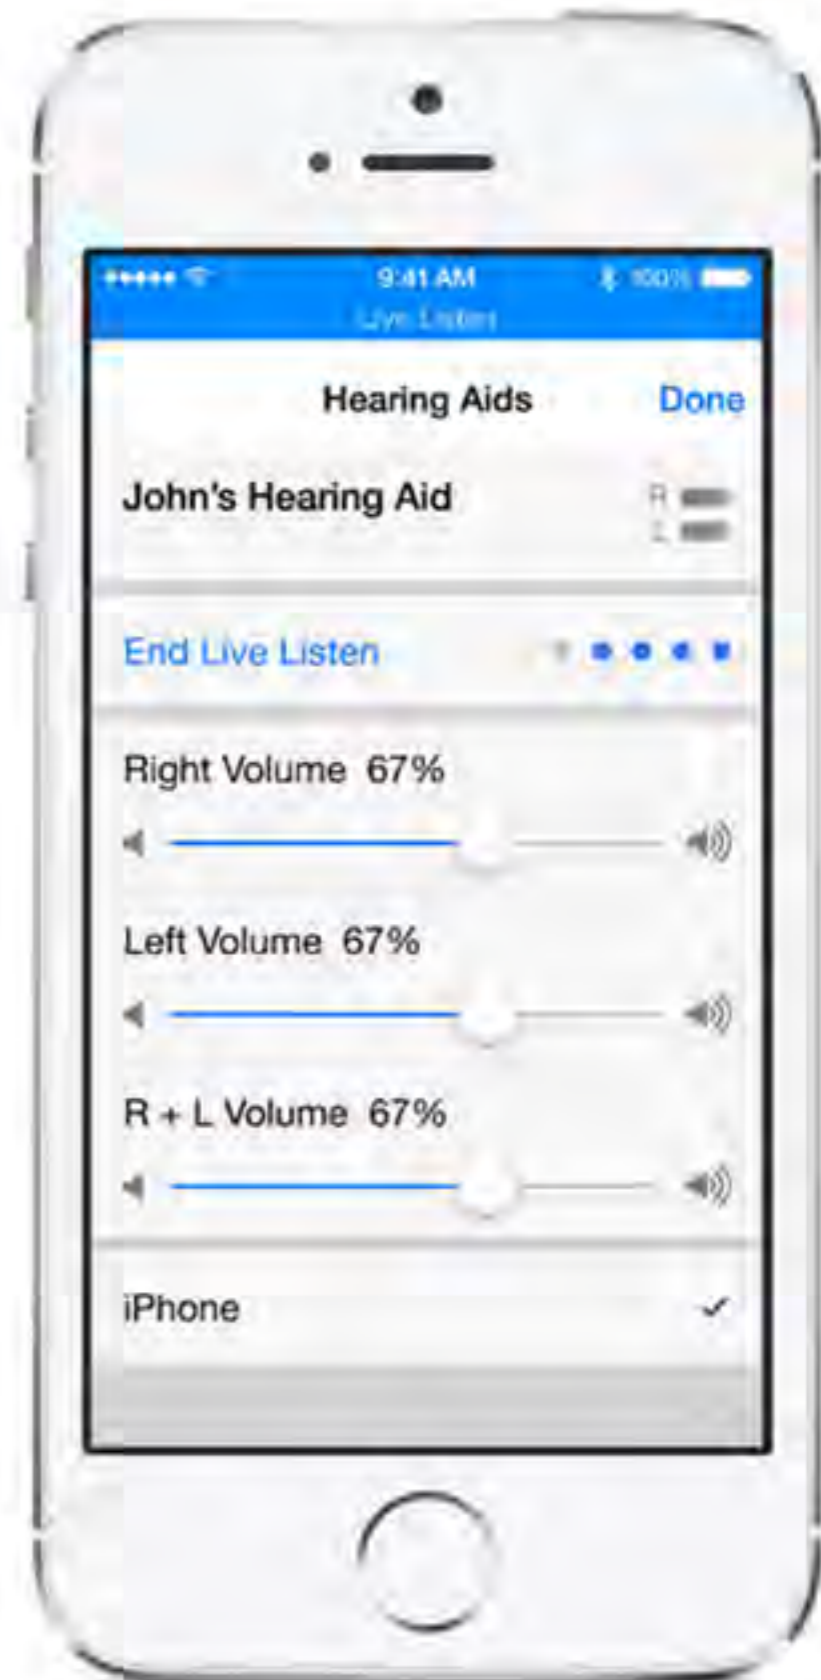 9:41 AM
100%
Live Listen
Hearing Aids
Done
John's Hearing Aid
R
L
End Live Listen
Right Volume 67%
Left Volume 67%
R + L Volume 67%
iPhone